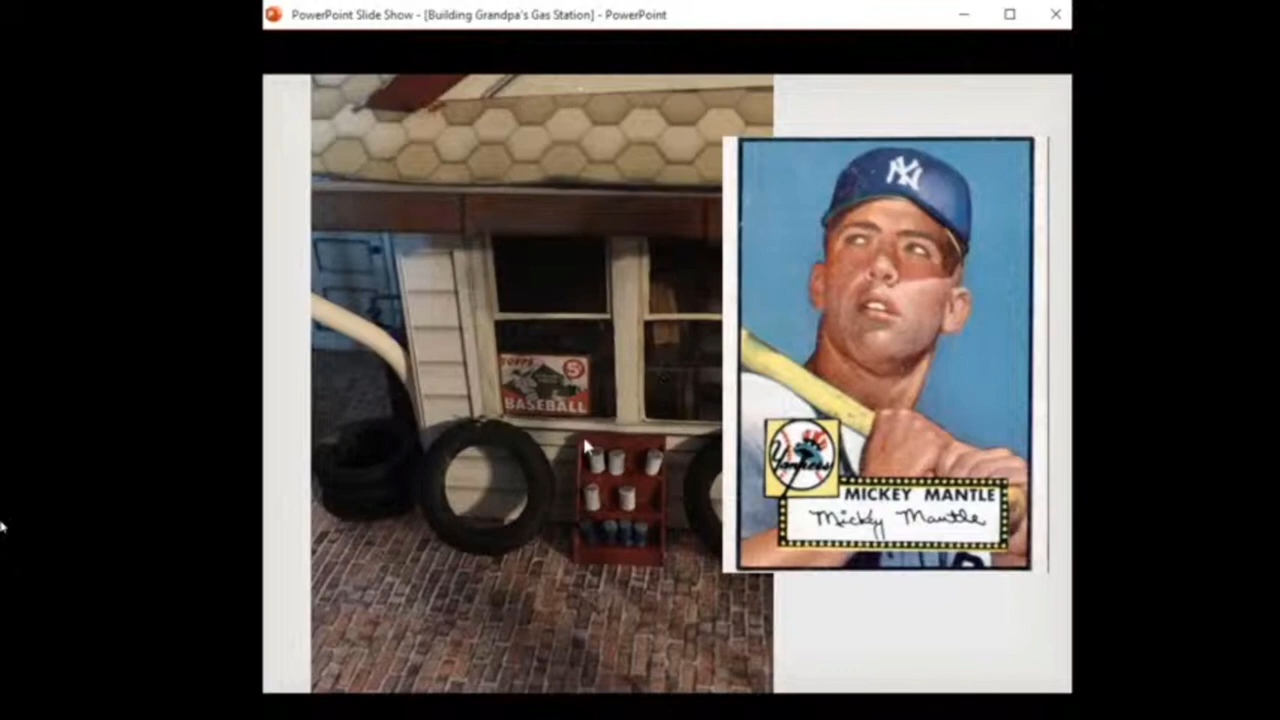 PowerPoint Slide Show - [Building Grandpa's Gas Station] - PowerPoint
NY
TOPPS
5¢
BASEBALL
Yankees
MICKEY MANTLE
Mickey Mantle